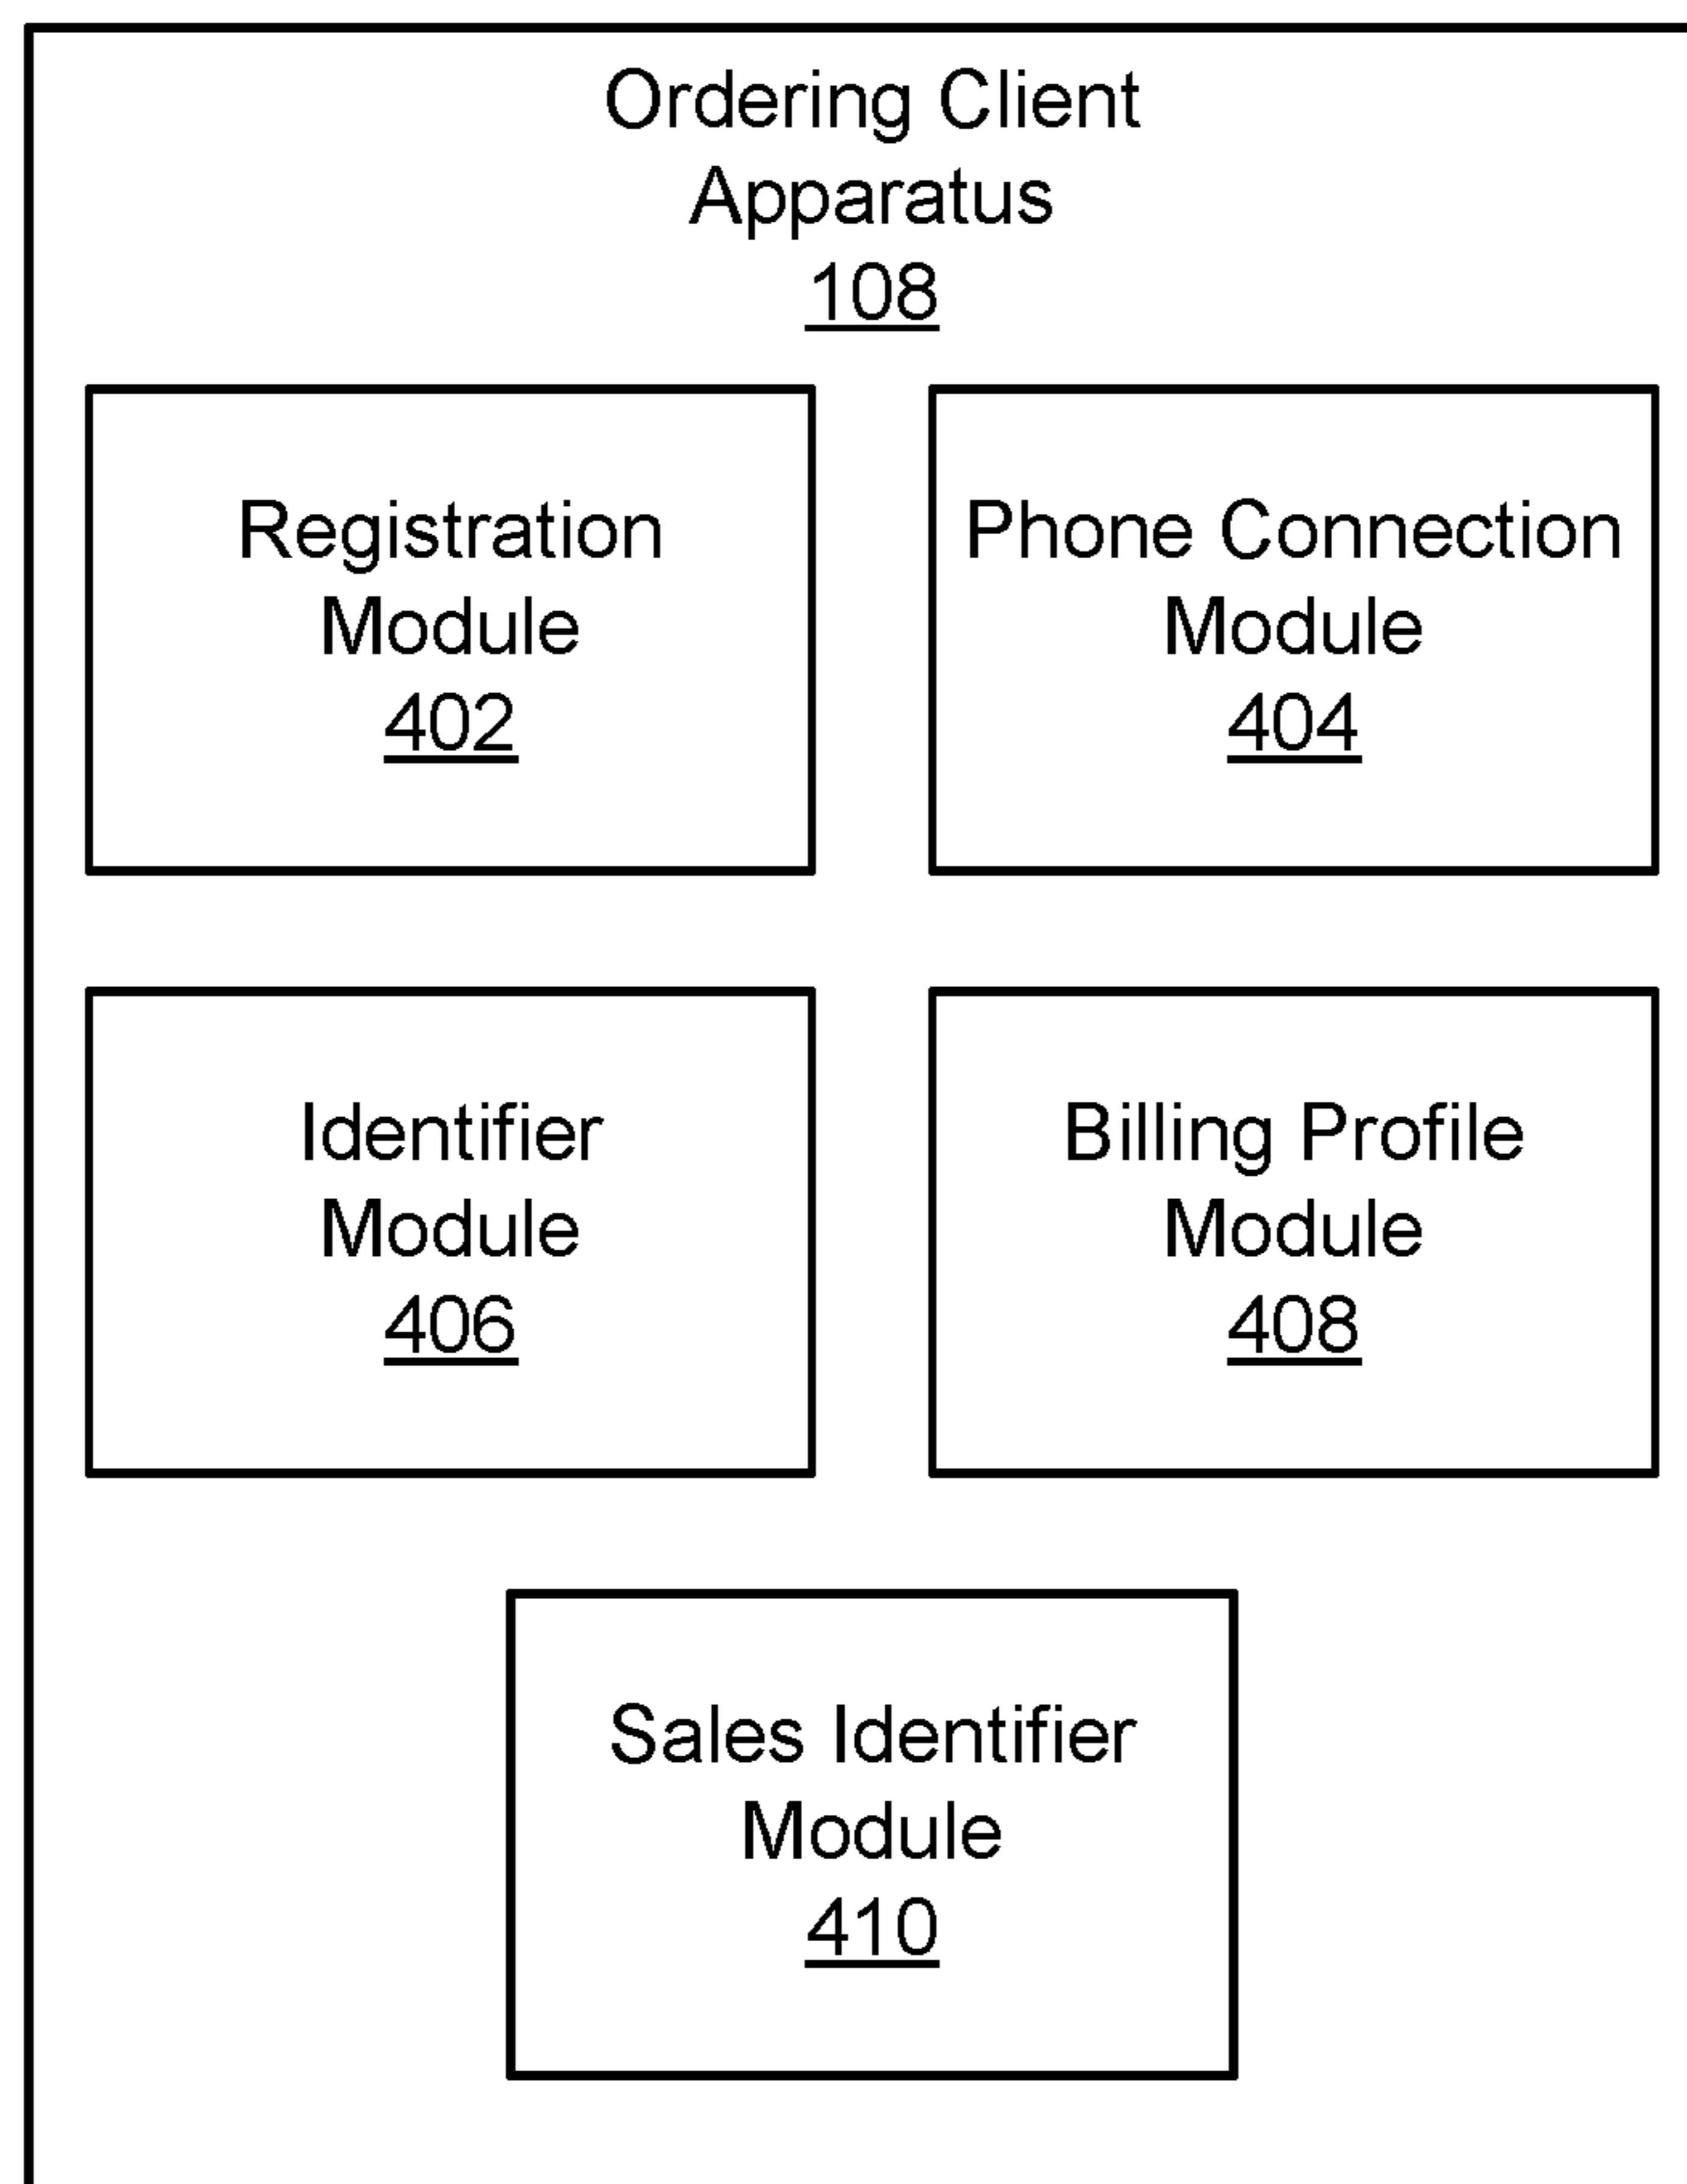 Ordering Client
Apparatus
108
Registration
Module
402
Phone Connection
Module
404
Identifier
Module
406
Billing Profile
Module
408
Sales Identifier
Module
410